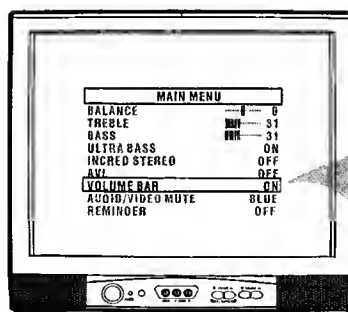 MAIN MENU
BALANCE 0
TREBLE 31
BASS 31
ULTRA BASS ON
INCRED STEREO OFF
AVL OFF
VOLUME BAR ON
AUDIO/VIDEO MUTE BLUE
REMINDER OFF